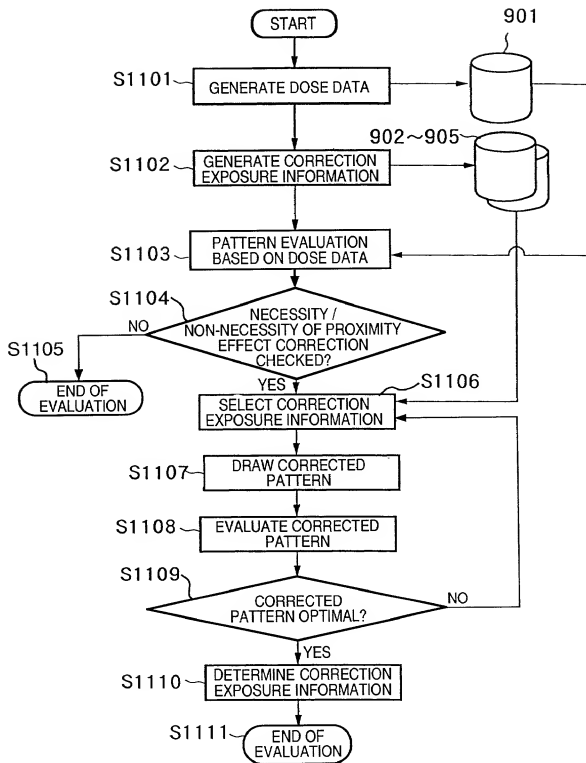 START
901
S1101
GENERATE DOSE DATA
902~905
S1102
GENERATE CORRECTION
EXPOSURE INFORMATION
S1103
PATTERN EVALUATION
BASED ON DOSE DATA
S1104
NECESSITY /
NON-NECESSITY OF PROXIMITY
EFFECT CORRECTION
CHECKED?
NO
S1105
END OF
EVALUATION
YES
S1106
SELECT CORRECTION
EXPOSURE INFORMATION
S1107
DRAW CORRECTED
PATTERN
S1108
EVALUATE CORRECTED
PATTERN
S1109
CORRECTED
PATTERN OPTIMAL?
NO
YES
S1110
DETERMINE CORRECTION
EXPOSURE INFORMATION
S1111
END OF
EVALUATION